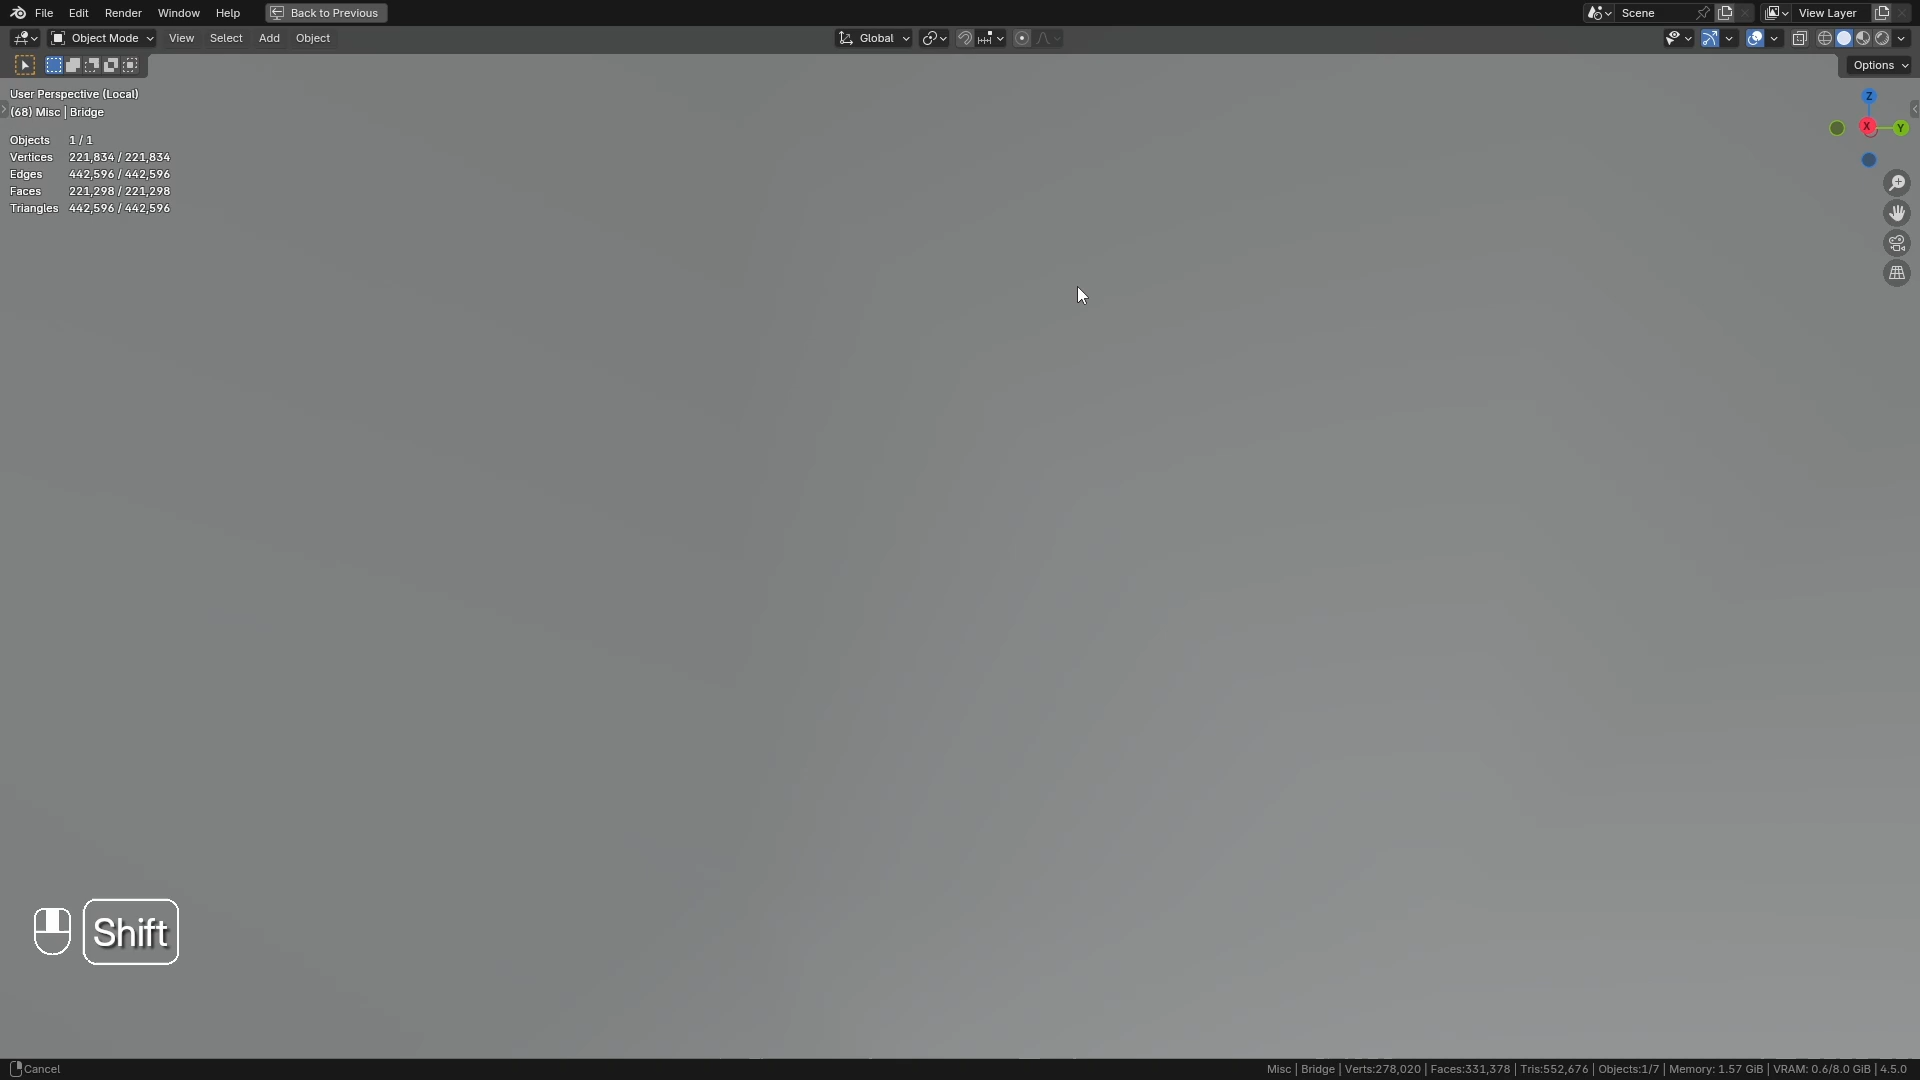 File Edit Render Window Help Back to Previous Scene View Layer
Object Mode View Select Add Object Global
Options
User Perspective (Local)
(68) Misc | Bridge
Objects 1 / 1
Vertices 221,834 / 221,834
Edges 442,596 / 442,596
Faces 221,298 / 221,298
Triangles 442,596 / 442,596
Z
X
Y
Shift
Cancel Misc | Bridge | Verts:278,020 | Faces:331,378 | Tris:552,676 | Objects:1/7 | Memory: 1.57 GiB | VRAM: 0.6/8.0 GiB | 4.5.0